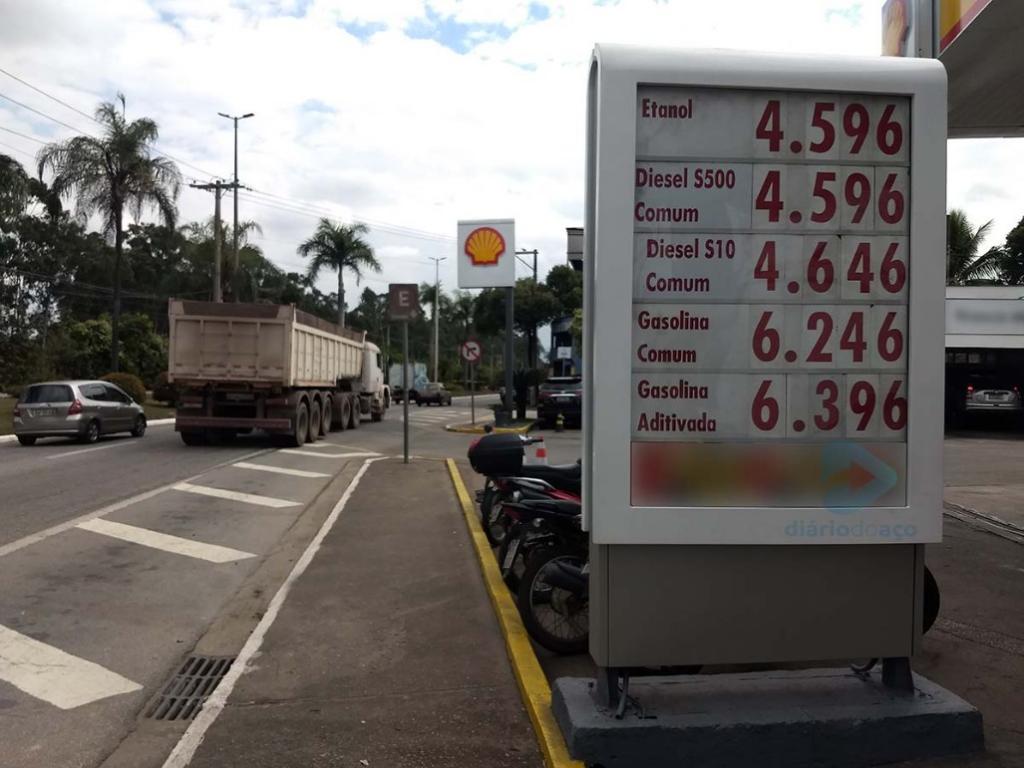 Etanol 4.596
Diesel S500
Comum 4.596
Diesel S10
Comum 4.646
Gasolina
Comum 6.246
Gasolina
Aditivada 6.396
diáriodoaço
E